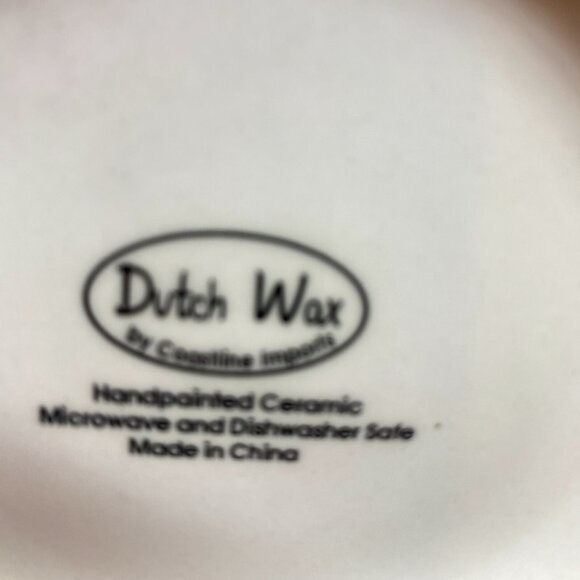 Dutch Wax
by Coastline Imports
Handpainted Ceramic
Microwave and Dishwasher Safe
Made in China